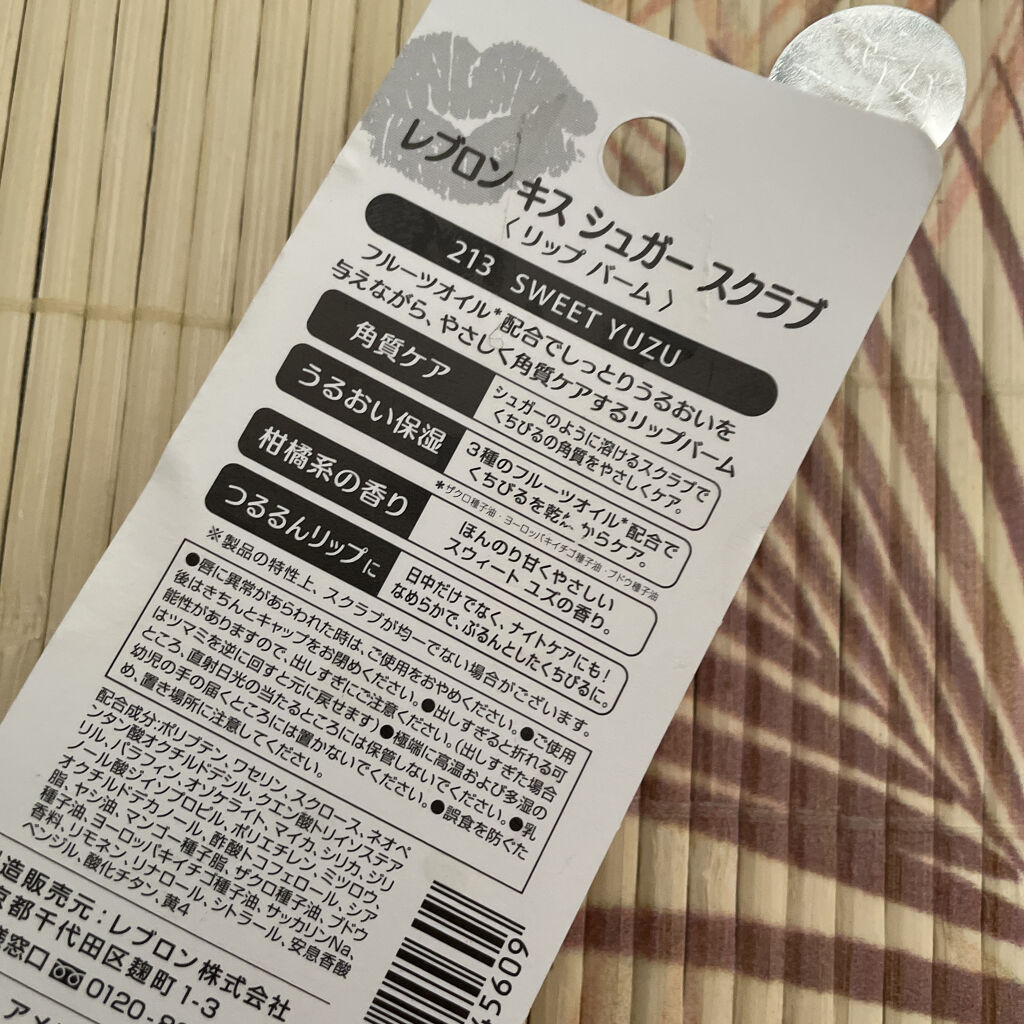 レブロン キス シュガー スクラブ
〈 リップ バーム 〉
213 SWEET YUZU
フルーツオイル*配合でしっとりうるおいを
与えながら、やさしく角質ケアするリップバーム
角質ケア
シュガーのように溶けるスクラブで
くちびるの角質をやさしくケア。
うるおい保湿
3種のフルーツオイル*配合で
くちびるを乾 からケア。
*ザクロ種子油・ヨーロッパキイチゴ種子油・ブドウ種子油
柑橘系の香り
ほんのり甘くやさしい
スウィート ユズの香り。
つるるんリップに
日中だけでなく、ナイトケアにも!
なめらかで、ぷるんとしたくちびるに。
※製品の特性上、スクラブが均一でない場合がございます。
●唇に異常があらわれた時は、ご使用をおやめください。●ご使用
後はきちんとキャップをお閉めください。●出しすぎると折れる可
能性がありますので、出しすぎにご注意ください。(出しすぎた場合
はツマミを逆に回すと元に戻せます)●極端に高温および多湿の
ところ、直射日光の当たるところには保管しないでください。●乳
幼児の手の届くところには置かないでください。●誤食を防ぐた
め、置き場所に注意してください。
配合成分:ポリブテン、ワセリン、スクロース、ネオペ
ンタン酸オクチルドデシル、クエン酸トリイソステア
リル、パラフィン、オゾケライト、マイカ、シリカ、ジリ
ノール酸ジイソプロピル、ポリエチレン、ミツロウ、
オクチルドデカノール、酢酸トコフェロール、シア
脂、ヤシ油、マンゴー種子脂、ザクロ種子油、ブドウ
種子油、ヨーロッパキイチゴ種子油、サッカリンNa、
香料、リモネン、リナロール、シトラール、安息香酸
ベンジル、酸化チタン、黄4
造販売元:レブロン株式会社
京都千代田区麹町1-3
窓口 0120-8
アメ
45609